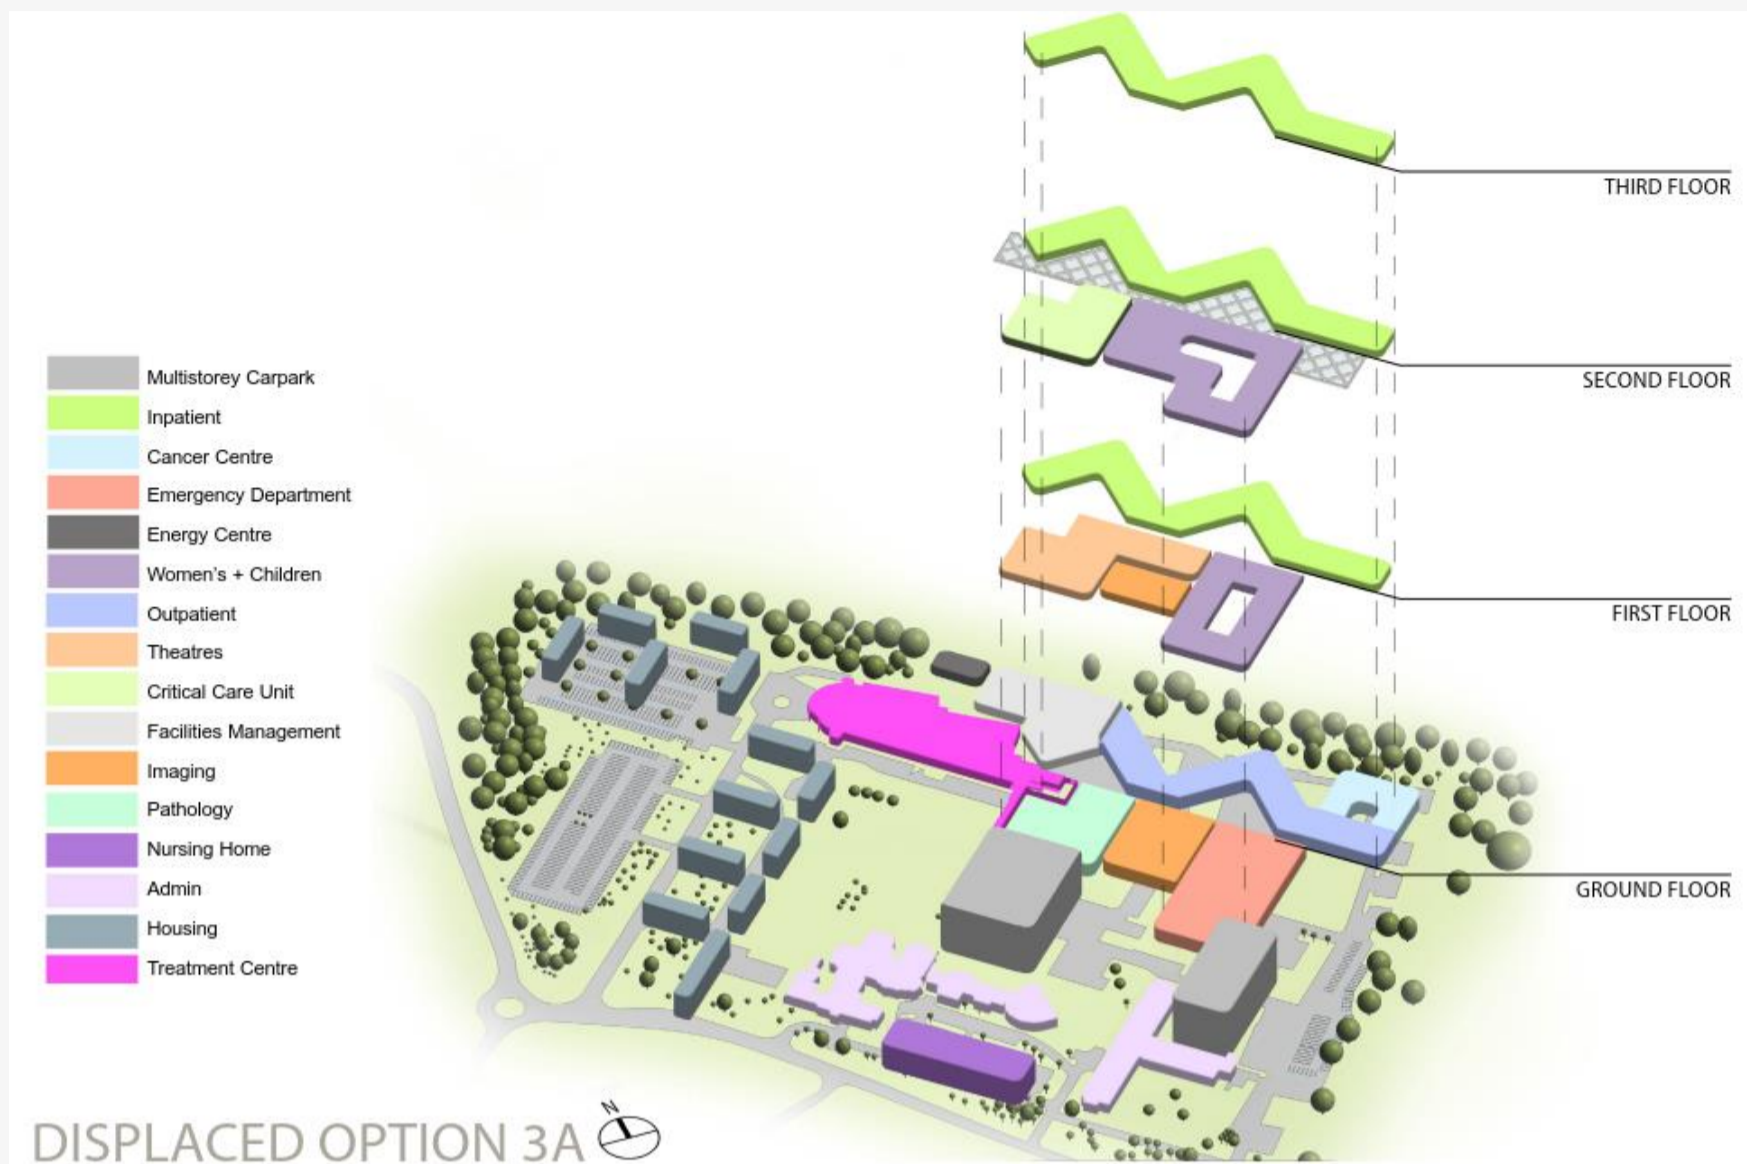 THIRD FLOOR
SECOND FLOOR
FIRST FLOOR
GROUND FLOOR
Multistorey Carpark
Inpatient
Cancer Centre
Emergency Department
Energy Centre
Women's + Children
Outpatient
Theatres
Critical Care Unit
Facilities Management
Imaging
Pathology
Nursing Home
Admin
Housing
Treatment Centre
DISPLACED OPTION 3A
N